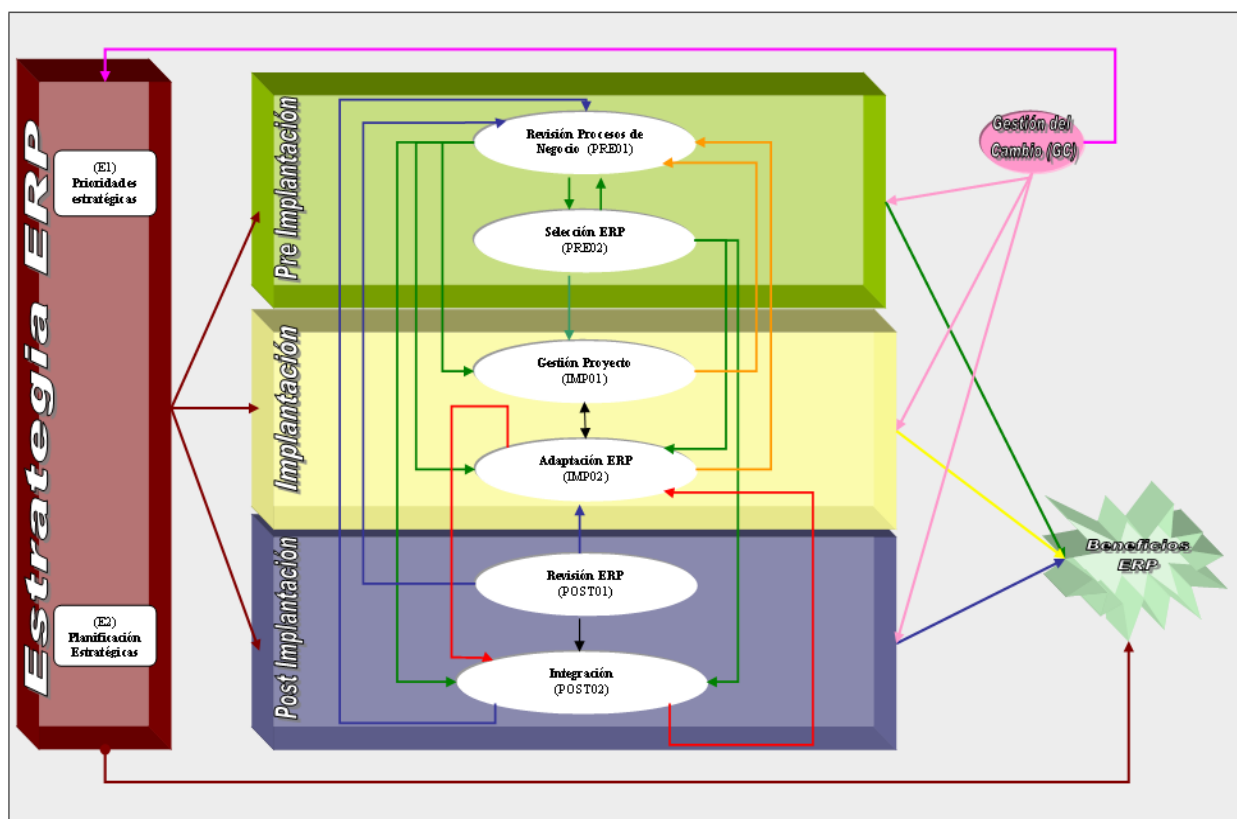 Estrategia ERP
(E1)
Prioridades
estratégicas
(E2)
Planificación
Estratégicas
Pre Implantación
Revisión Procesos de
Negocio (PRE01)
Selección ERP
(PRE02)
Implantación
Gestión Proyecto
(IMP01)
Adaptación ERP
(IMP02)
Post Implantación
Revisión ERP
(POST01)
Integración
(POST02)
Gestión del
Cambio (GC)
Beneficios
ERP